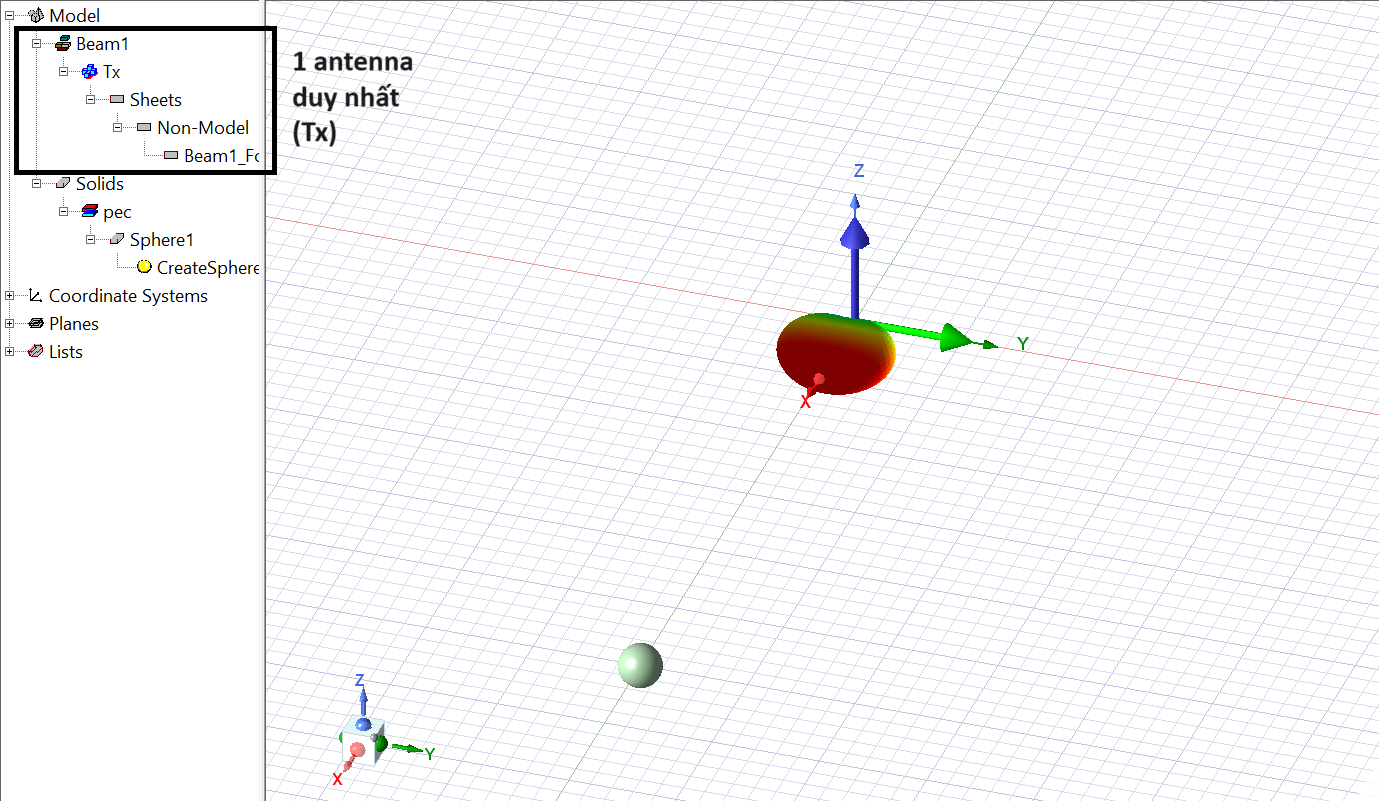 Model
Beam1
Tx
Sheets
Non-Model
Beam1_Fc
Solids
pec
Sphere1
CreateSphere
Coordinate Systems
Planes
Lists
1 antenna
duy nhất
(Tx)
Z
Y
X
Z
Y
X